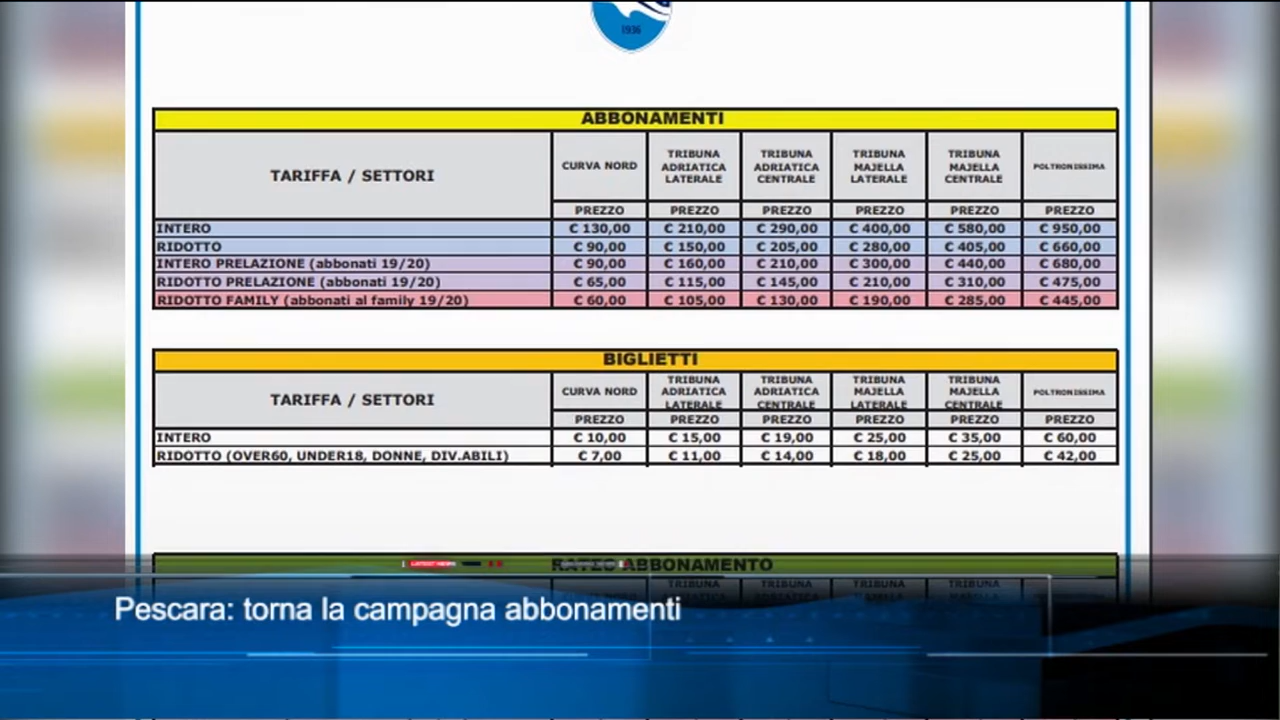 1936
ABBONAMENTI
TARIFFA / SETTORI
CURVA NORD
TRIBUNA ADRIATICA LATERALE
TRIBUNA ADRIATICA CENTRALE
TRIBUNA MAJELLA LATERALE
TRIBUNA MAJELLA CENTRALE
POLTRONISSIMA
PREZZO PREZZO PREZZO PREZZO PREZZO PREZZO
INTERO € 130,00 € 210,00 € 290,00 € 400,00 € 580,00 € 950,00
RIDOTTO € 90,00 € 150,00 € 205,00 € 280,00 € 405,00 € 660,00
INTERO PRELAZIONE (abbonati 19/20) € 90,00 € 160,00 € 210,00 € 300,00 € 440,00 € 680,00
RIDOTTO PRELAZIONE (abbonati 19/20) € 65,00 € 115,00 € 145,00 € 210,00 € 310,00 € 475,00
RIDOTTO FAMILY (abbonati al family 19/20) € 60,00 € 105,00 € 130,00 € 190,00 € 285,00 € 445,00
BIGLIETTI
TARIFFA / SETTORI
CURVA NORD
TRIBUNA ADRIATICA LATERALE
TRIBUNA ADRIATICA CENTRALE
TRIBUNA MAJELLA LATERALE
TRIBUNA MAJELLA CENTRALE
POLTRONISSIMA
PREZZO PREZZO PREZZO PREZZO PREZZO PREZZO
INTERO € 10,00 € 15,00 € 19,00 € 25,00 € 35,00 € 60,00
RIDOTTO (OVER60, UNDER18, DONNE, DIV.ABILI) € 7,00 € 11,00 € 14,00 € 18,00 € 25,00 € 42,00
RATEO ABBONAMENTO
LATEST NEWS
TRIBUNA TRIBUNA TRIBUNA TRIBUNA
Pescara: torna la campagna abbonamenti